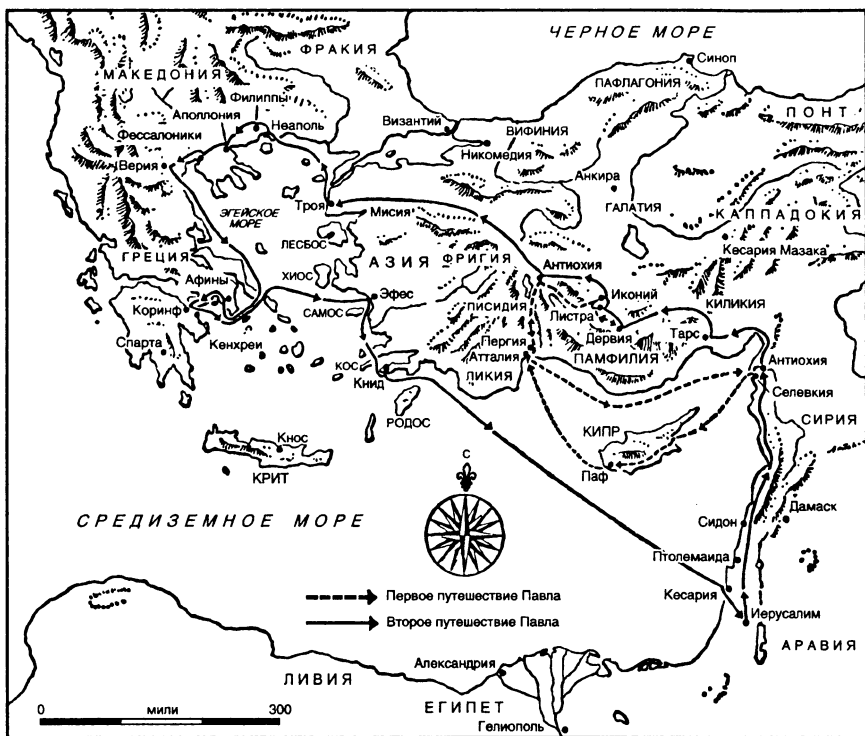 ЧЕРНОЕ МОРЕ
ФРАКИЯ
Синоп
МАКЕДОНИЯ
ПАФЛАГОНИЯ
Филиппы
ПОНТ
Аполлония
Неаполь
Византий
Фессалоники
ВИФИНИЯ
Верия
Никомедия
Анкира
Троя
ГАЛАТИЯ
Мисия
КАППАДОКИЯ
ЭГЕЙСКОЕ
МОРЕ
ЛЕСБОС
Кесария Мазака
ГРЕЦИЯ
АЗИЯ
ФРИГИЯ
Антиохия
ХИОС
Афины
Эфес
Иконий
КИЛИКИЯ
ПИСИДИЯ
Коринф
САМОС
Листра
Дервия
Тарс
Спарта
Кенхреи
Пергия
Атталия
ПАМФИЛИЯ
Антиохия
КОС
Книд
ЛИКИЯ
Селевкия
РОДОС
СИРИЯ
КИПР
Кнос
КРИТ
Паф
С
Дамаск
СРЕДИЗЕМНОЕ МОРЕ
Сидон
Птолемаида
Первое путешествие Павла
Кесария
Второе путешествие Павла
Иерусалим
АРАВИЯ
Александрия
ЛИВИЯ
ЕГИПЕТ
мили
0 300
Гелиополь